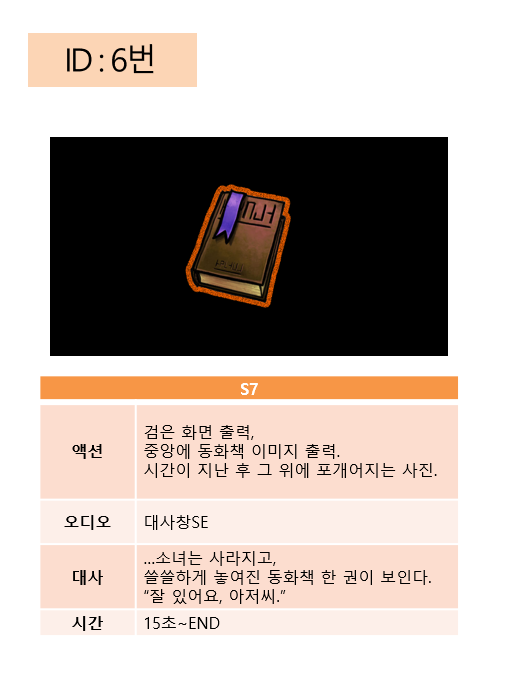 ID : 6번
S7
액션
검은 화면 출력,
중앙에 동화책 이미지 출력.
시간이 지난 후 그 위에 포개어지는 사진.
오디오
대사창SE
대사
...소녀는 사라지고,
쓸쓸하게 놓여진 동화책 한 권이 보인다.
“잘 있어요, 아저씨.”
시간
15초~END